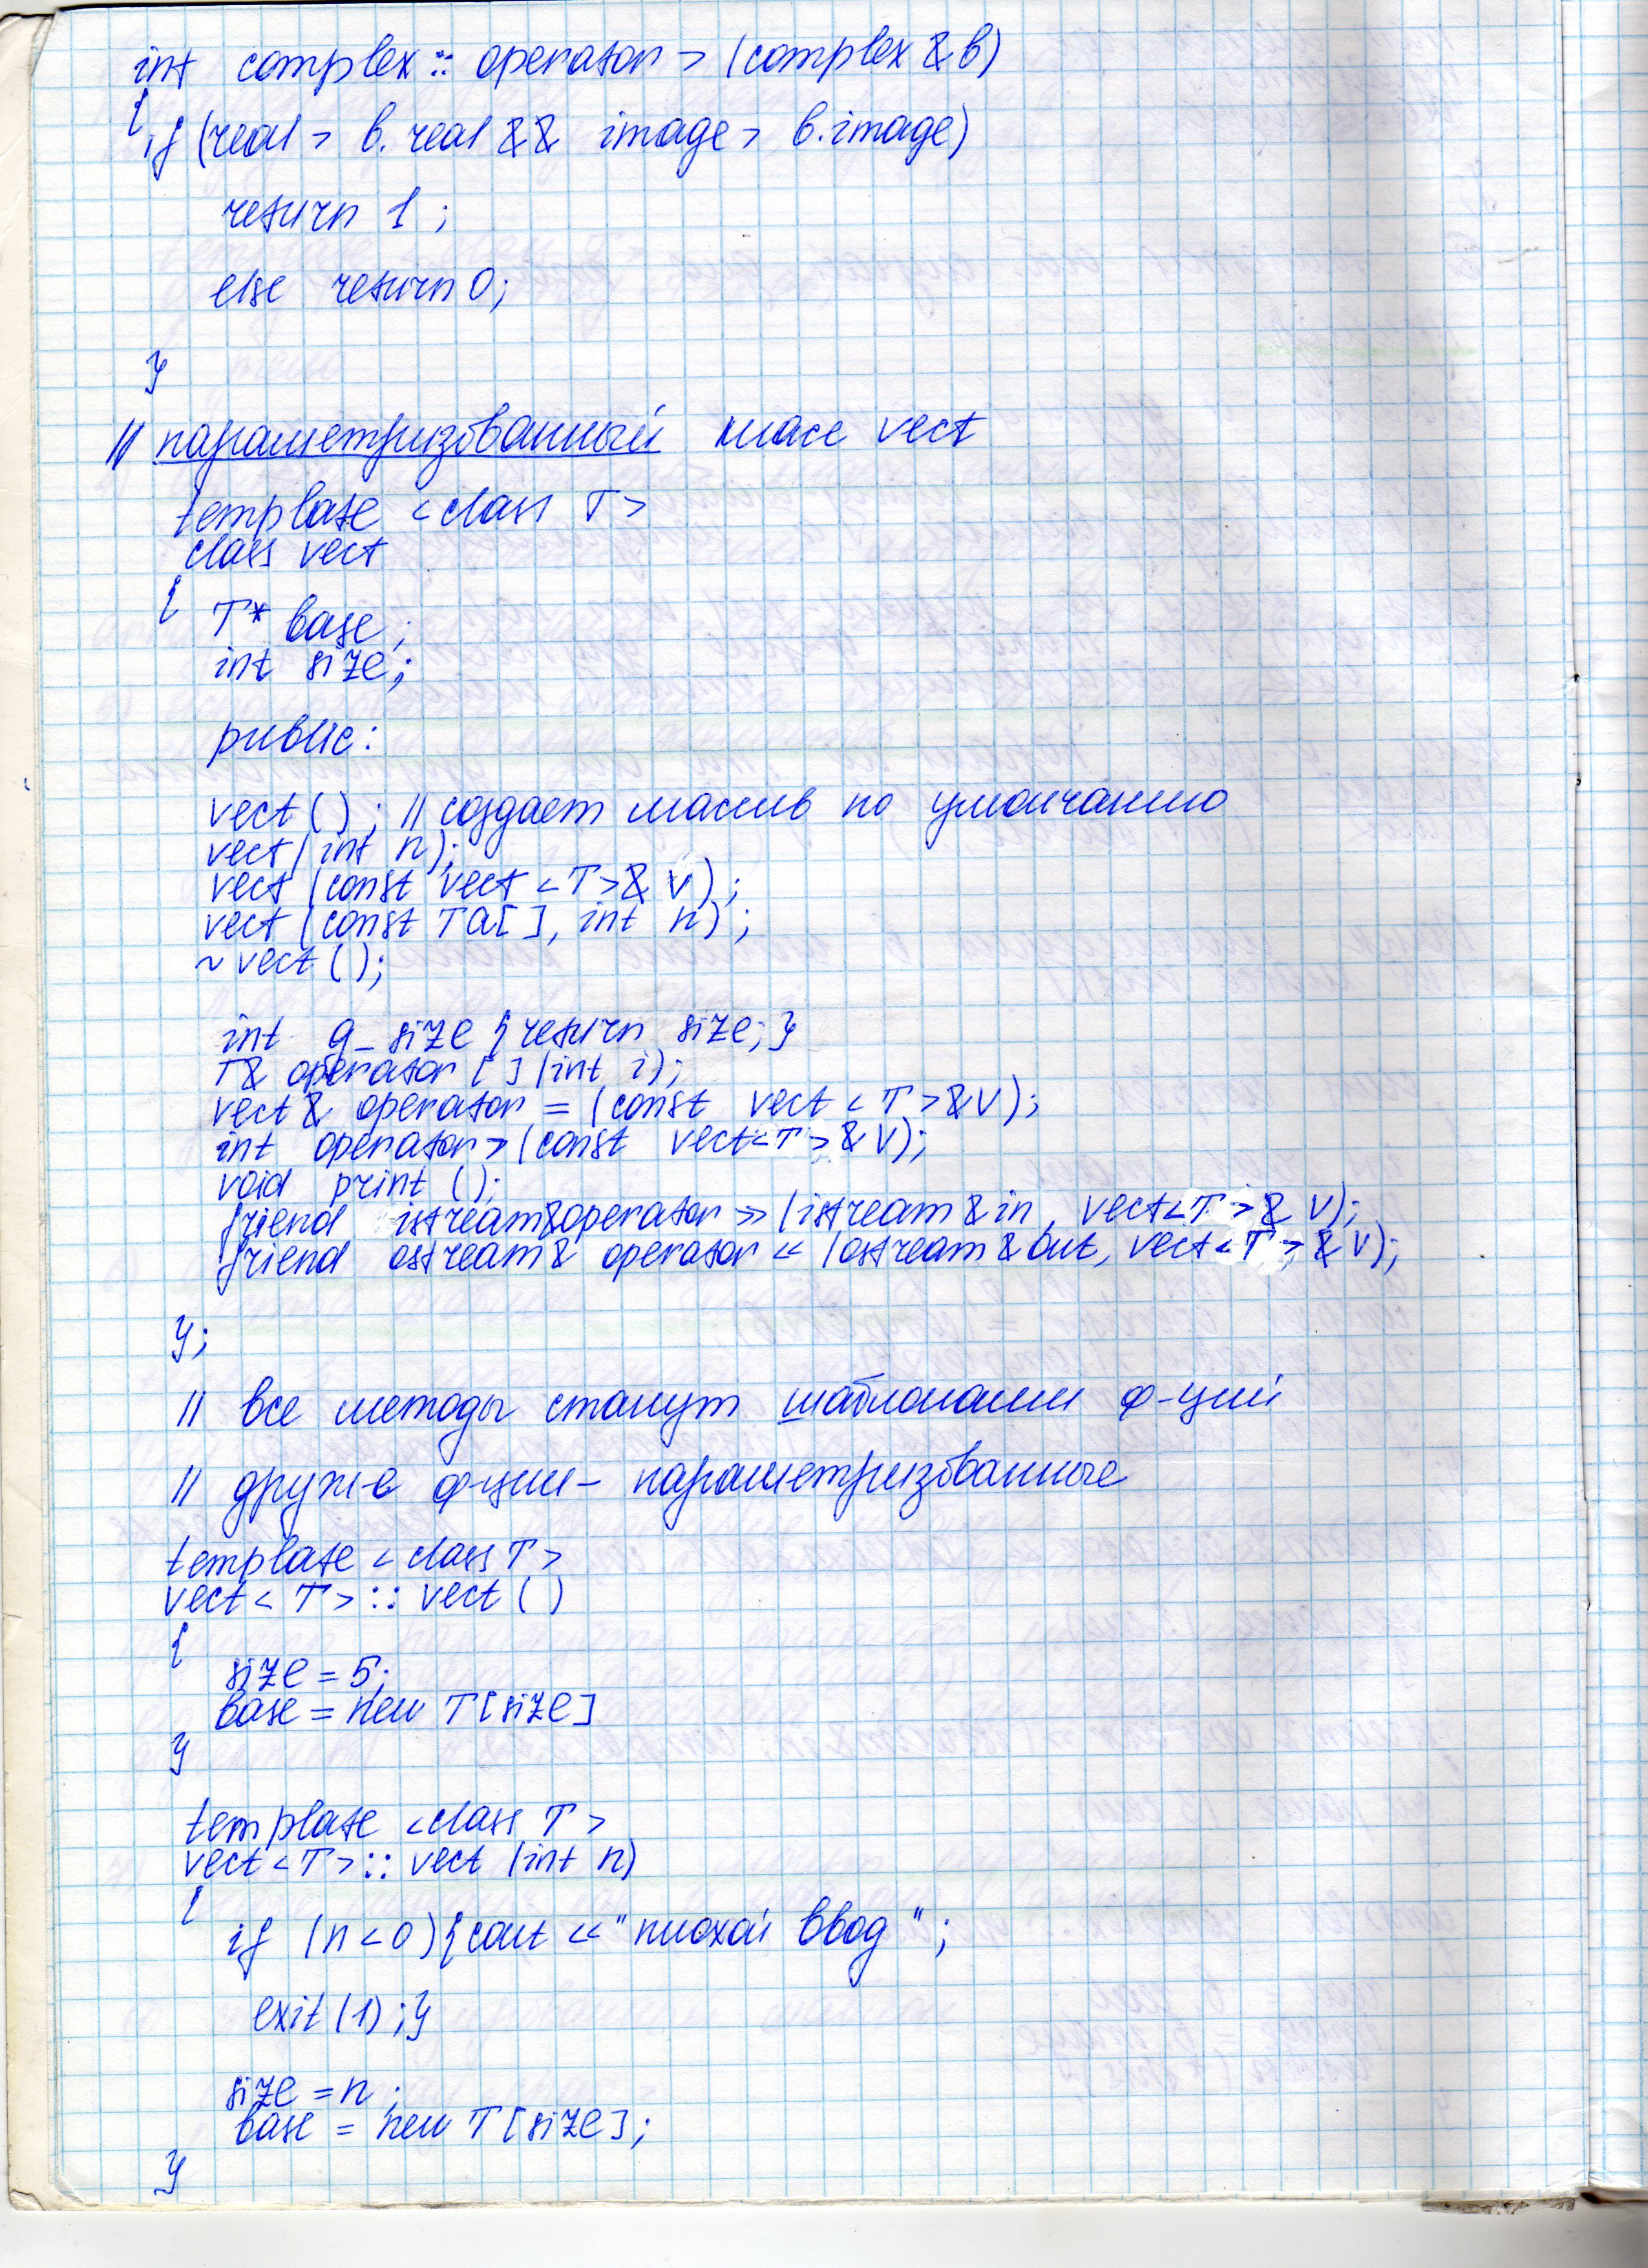 int complex :: operator > (complex & b)
{
if (real > b.real && image > b.image)
return 1 ;
else return 0;
}
// параметризованный класс vect
template <class T>
class vect
{
T* base;
int size;
public:
vect ( ) ; // создает массив по умолчанию
vect (int n);
vect (const vect <T>& v) ;
vect (const T a[ ], int n) ;
~ vect ( );
int g_size {return size; }
T& operator [ ] (int i);
vect & operator = (const vect < T >& v);
int operator > (const vect<T>& v);
void print ( );
friend istream&operator >> (istream & in, vect<T>& v);
friend ostream& operator << (ostream & out, vect<T>& v);
};
// все методы станут шаблонами ф-ций
// друж-е ф-ции - параметризованные
template < class T >
vect < T > :: vect ( )
{
size = 5;
base = new T [size]
}
template <class T >
vect <T> :: vect (int n)
{
if (n < 0) {cout << "плохой ввод" ;
exit (1) ; }
size = n ;
base = new T [size];
}